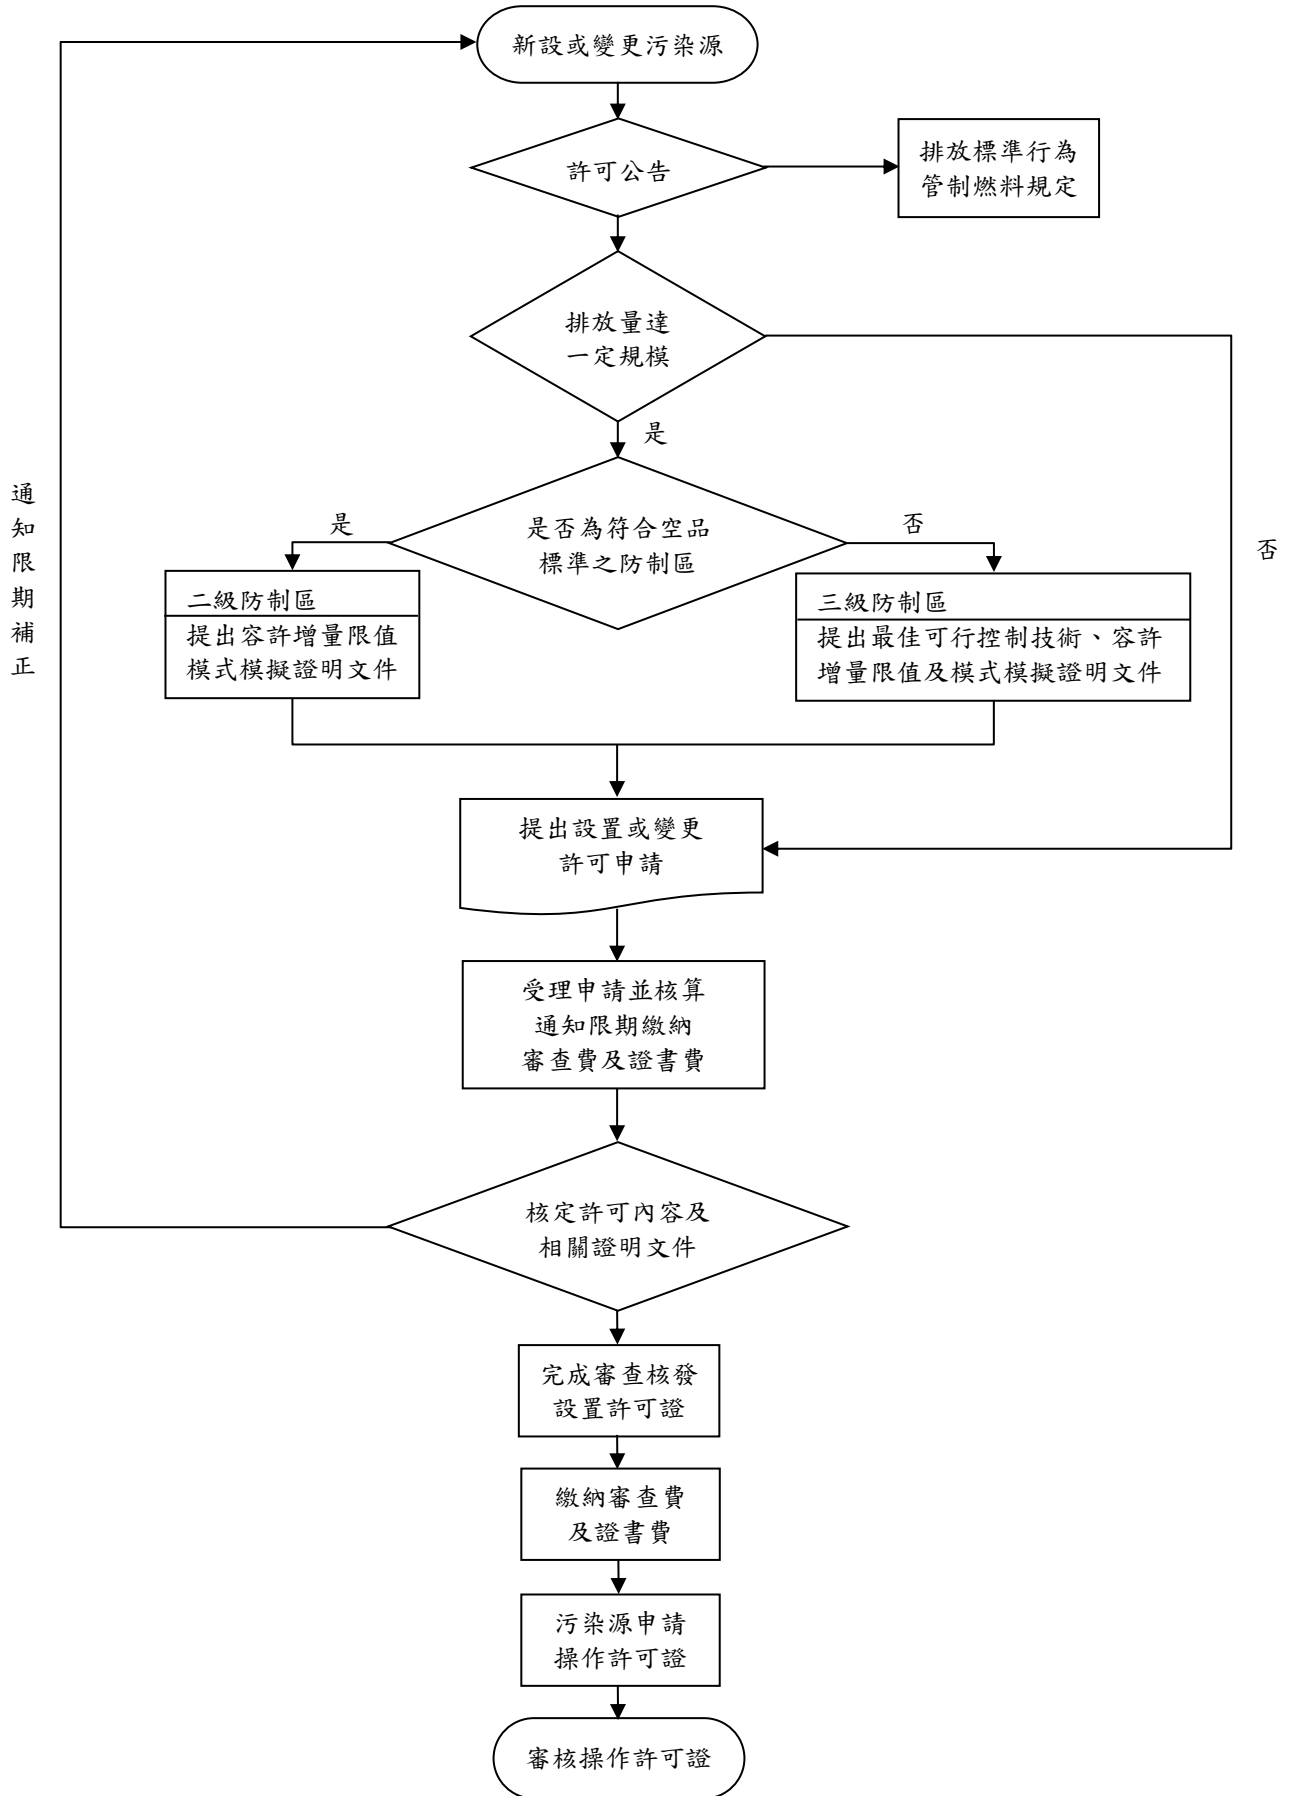 新設或變更污染源
許可公告
排放標準行為
管制燃料規定
排放量達
一定規模
是
否
是否為符合空品
標準之防制區
是
否
二級防制區
提出容許增量限值
模式模擬證明文件
三級防制區
提出最佳可行控制技術、容許
增量限值及模式模擬證明文件
提出設置或變更
許可申請
受理申請並核算
通知限期繳納
審查費及證書費
核定許可內容及
相關證明文件
通知限期補正
完成審查核發
設置許可證
繳納審查費
及證書費
污染源申請
操作許可證
審核操作許可證